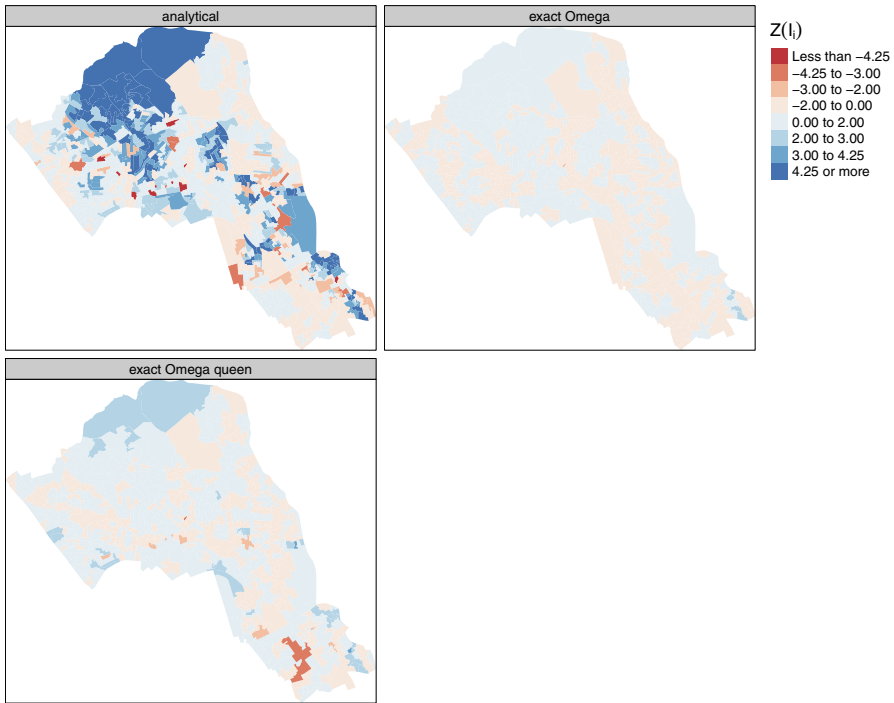 analytical
exact Omega
Z(Iᵢ)
Less than −4.25
−4.25 to −3.00
−3.00 to −2.00
−2.00 to 0.00
0.00 to 2.00
2.00 to 3.00
3.00 to 4.25
4.25 or more
exact Omega queen